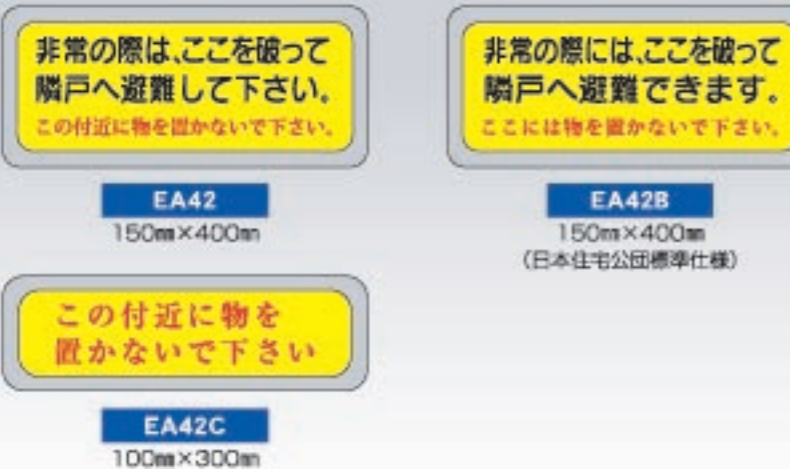 非常の際は、ここを破って
隣戸へ避難して下さい。
この付近に物を置かないで下さい。
EA42
150㎜×400㎜
非常の際には、ここを破って
隣戸へ避難できます。
ここには物を置かないで下さい。
EA42B
150㎜×400㎜
(日本住宅公団標準仕様)
この付近に物を
置かないで下さい
EA42C
100㎜×300㎜